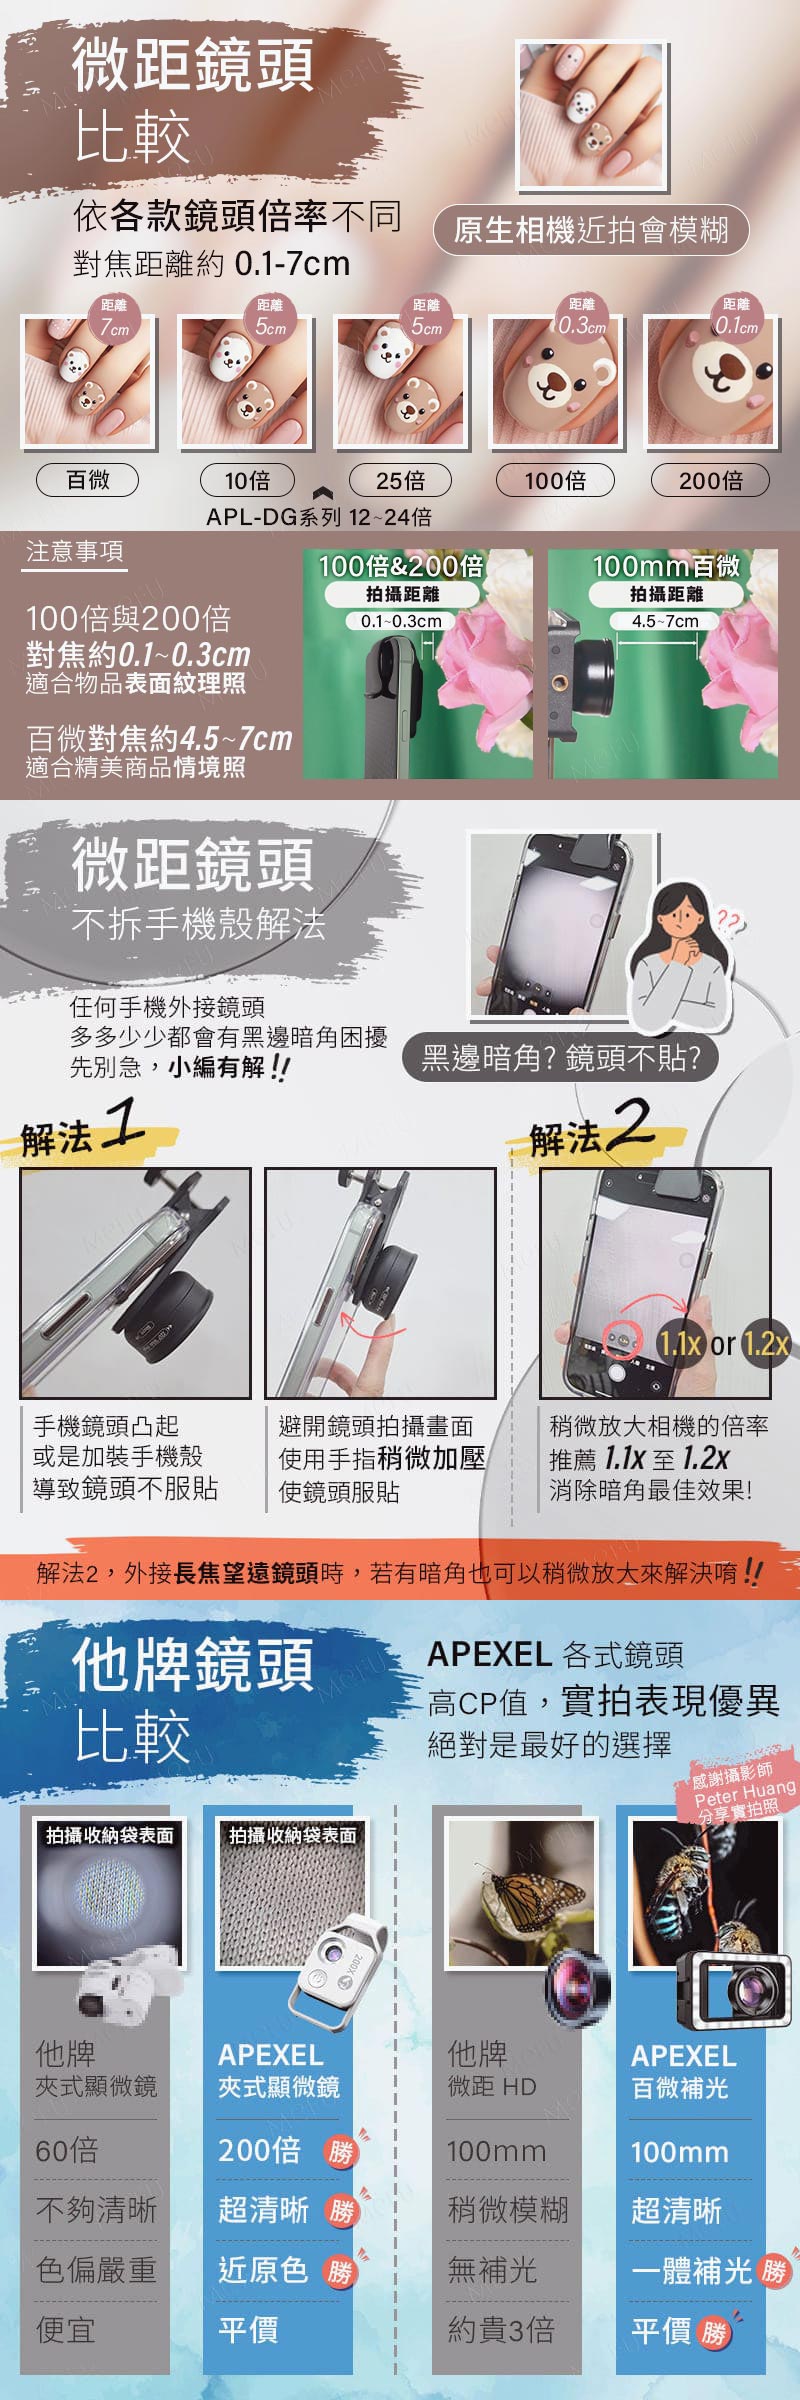 微距鏡頭
比較
依各款鏡頭倍率不同
對焦距離約 0.1-7cm
原生相機近拍會模糊
距離
7cm
距離
5cm
距離
5cm
距離
0.3cm
距離
0.1cm
百微
10倍
25倍
100倍
200倍
APL-DG系列 12~24倍
注意事項
100倍與200倍
對焦約0.1~0.3cm
適合物品表面紋理照
百微對焦約4.5~7cm
適合精美商品情境照
100倍&200倍
拍攝距離
0.1~0.3cm
100mm百微
拍攝距離
4.5~7cm
微距鏡頭
不拆手機殼解法
任何手機外接鏡頭
多多少少都會有黑邊暗角困擾
先別急，小編有解!!
??
黑邊暗角? 鏡頭不貼?
解法1
解法2
1.1x or 1.2x
手機鏡頭凸起
或是加裝手機殼
導致鏡頭不服貼
避開鏡頭拍攝畫面
使用手指稍微加壓
使鏡頭服貼
稍微放大相機的倍率
推薦 1.1x 至 1.2x
消除暗角最佳效果!
解法2，外接長焦望遠鏡頭時，若有暗角也可以稍微放大來解決唷!!
他牌鏡頭
比較
APEXEL 各式鏡頭
高CP值，實拍表現優異
絕對是最好的選擇
感謝攝影師
Peter Huang
分享實拍照
拍攝收納袋表面
拍攝收納袋表面
200X
他牌
夾式顯微鏡
60倍
不夠清晰
色偏嚴重
便宜
APEXEL
夾式顯微鏡
200倍 勝
超清晰 勝
近原色 勝
平價
他牌
微距 HD
100mm
稍微模糊
無補光
約貴3倍
APEXEL
百微補光
100mm
超清晰
一體補光 勝
平價 勝
MOFU